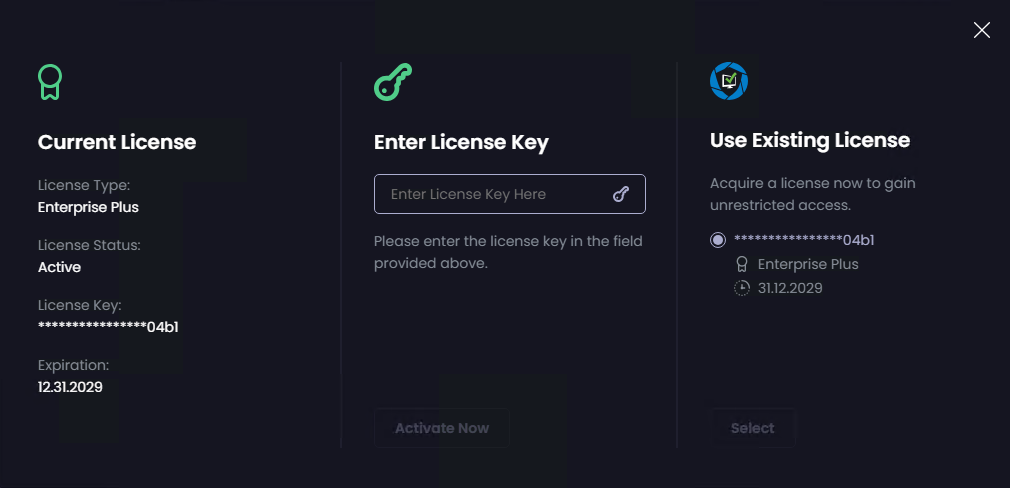 Current License
License Type:
Enterprise Plus
License Status:
Active
License Key:
****************04b1
Expiration:
12.31.2029
Enter License Key
Enter License Key Here
Please enter the license key in the field
provided above.
Activate Now
Use Existing License
Acquire a license now to gain
unrestricted access.
****************04b1
Enterprise Plus
31.12.2029
Select